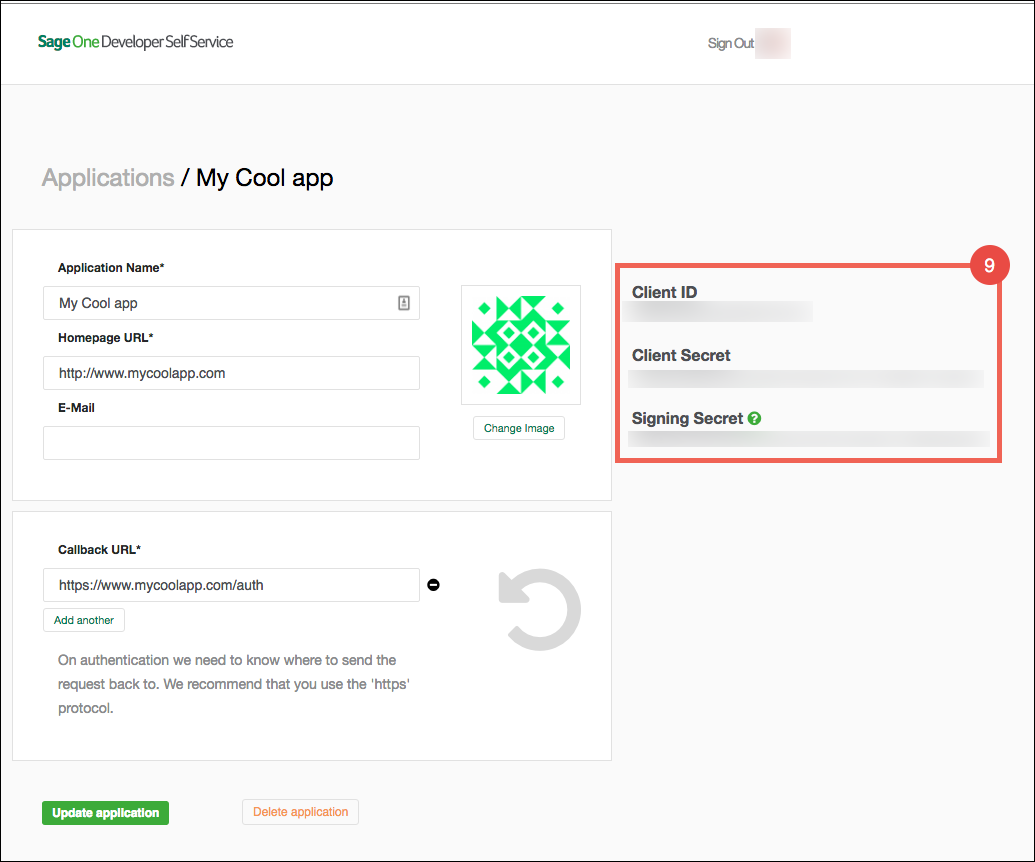 Sage One Developer Self Service
Sign Out
Applications / My Cool app
Application Name*
My Cool app
Homepage URL*
http://www.mycoolapp.com
E-Mail
Change Image
9
Client ID
Client Secret
Signing Secret ?
Callback URL*
https://www.mycoolapp.com/auth
Add another
On authentication we need to know where to send the
request back to. We recommend that you use the 'https'
protocol.
Update application
Delete application